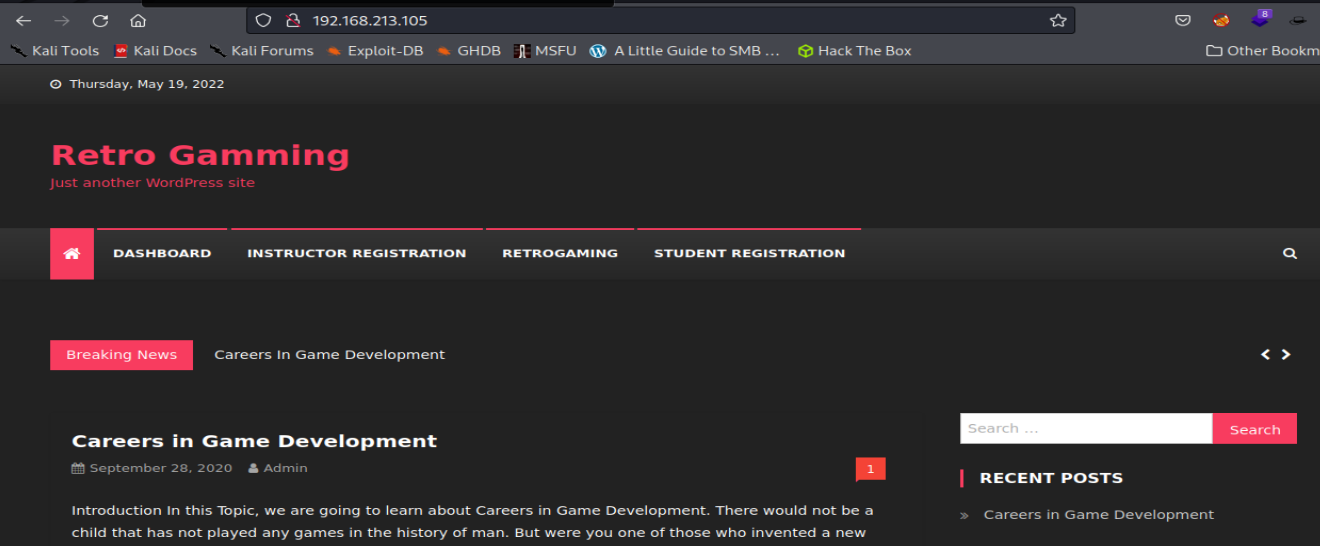 192.168.213.105
8
Kali Tools Kali Docs Kali Forums Exploit-DB GHDB MSFU A Little Guide to SMB ... Hack The Box Other Bookm
Thursday, May 19, 2022
Retro Gamming
Just another WordPress site
DASHBOARD INSTRUCTOR REGISTRATION RETROGAMING STUDENT REGISTRATION
Breaking News Careers In Game Development
Search ... Search
Careers in Game Development
September 28, 2020 Admin
1
Introduction In this Topic, we are going to learn about Careers in Game Development. There would not be a
child that has not played any games in the history of man. But were you one of those who invented a new
RECENT POSTS
Careers in Game Development